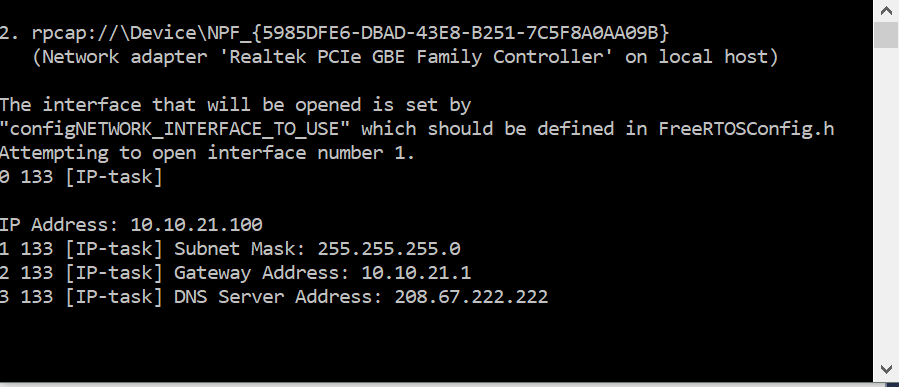 2. rpcap://\Device\NPF_{5985DFE6-DBAD-43E8-B251-7C5F8A0AA09B}
(Network adapter 'Realtek PCIe GBE Family Controller' on local host)
The interface that will be opened is set by
"configNETWORK_INTERFACE_TO_USE" which should be defined in FreeRTOSConfig.h
Attempting to open interface number 1.
0 133 [IP-task]
IP Address: 10.10.21.100
1 133 [IP-task] Subnet Mask: 255.255.255.0
2 133 [IP-task] Gateway Address: 10.10.21.1
3 133 [IP-task] DNS Server Address: 208.67.222.222